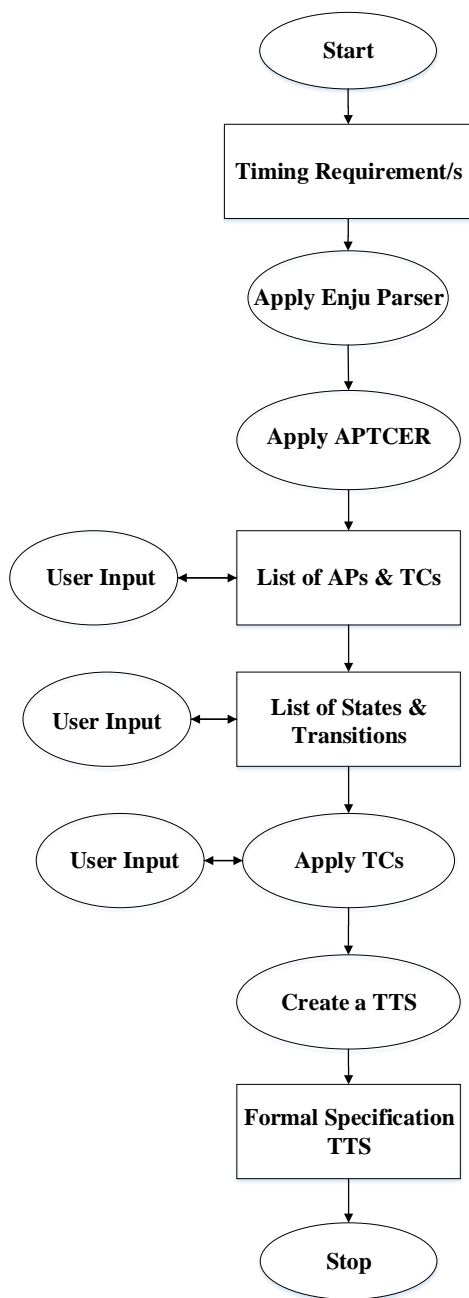 Start
Timing Requirement/s
Apply Enju Parser
Apply APTCER
User Input
List of APs & TCs
User Input
List of States &
Transitions
User Input
Apply TCs
Create a TTS
Formal Specification
TTS
Stop